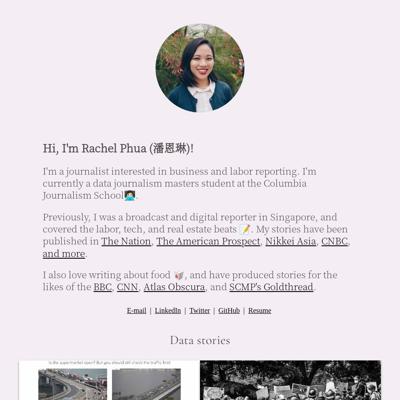 Hi, I'm Rachel Phua (潘恩琳)!
I'm a journalist interested in business and labor reporting. I'm
currently a data journalism masters student at the Columbia
Journalism School👩🏻‍💻.
Previously, I was a broadcast and digital reporter in Singapore, and
covered the labor, tech, and real estate beats 📝. My stories have been
published in The Nation, The American Prospect, Nikkei Asia, CNBC,
and more.
I also love writing about food 🥡, and have produced stories for the
likes of the BBC, CNN, Atlas Obscura, and SCMP's Goldthread.
E-mail | LinkedIn | Twitter | GitHub | Resume
Data stories
Is the supermarket open? But you should still check the traffic first!